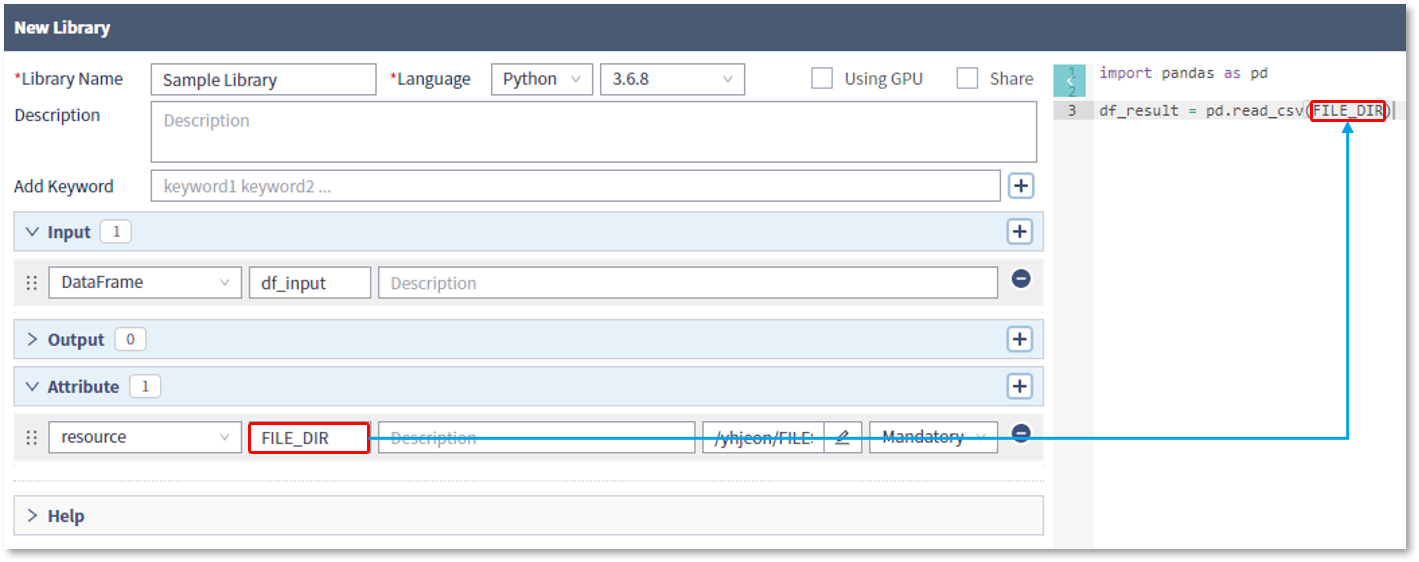 New Library
*Library Name Sample Library *Language Python 3.6.8 Using GPU Share
Description Description
Add Keyword keyword1 keyword2 ...
Input 1
DataFrame df_input Description
Output 0
Attribute 1
resource FILE_DIR Description /yhjeon/FILE: Mandatory
Help
1 import pandas as pd
2
3 df_result = pd.read_csv(FILE_DIR)